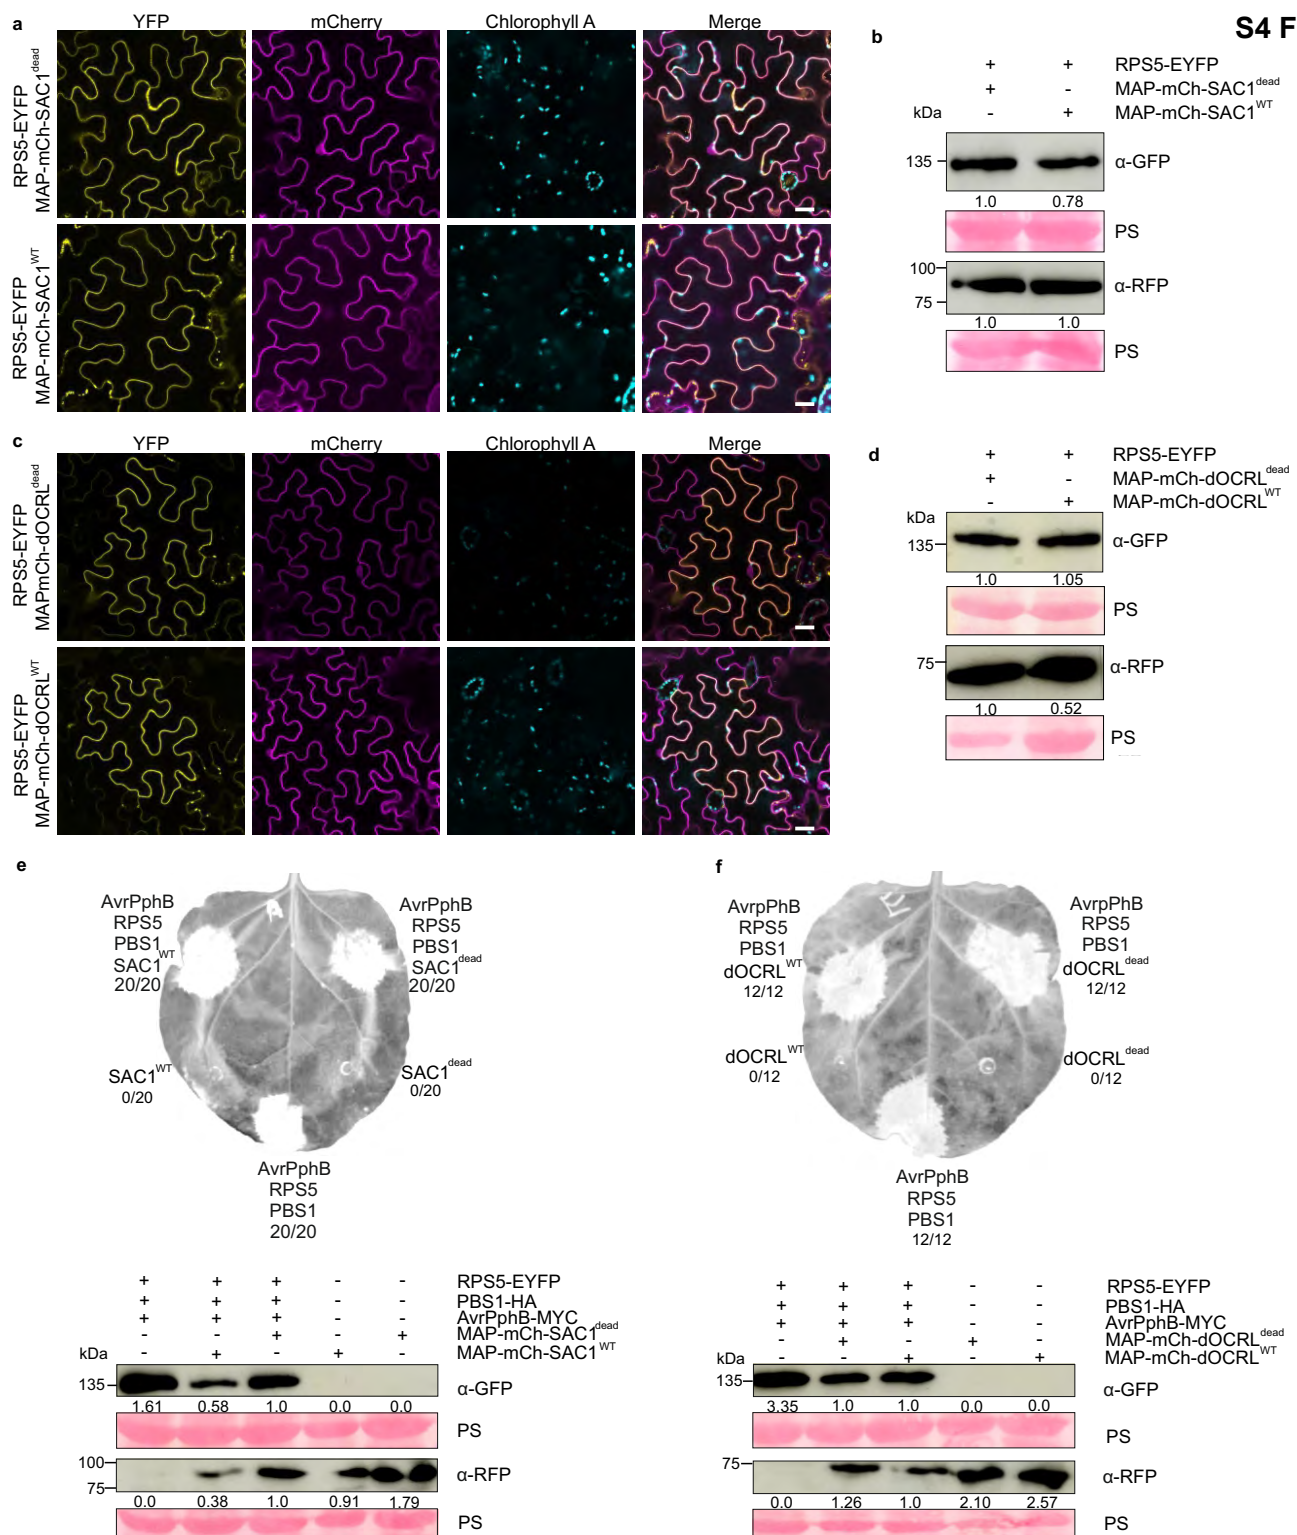 S4 F
a
YFP
mCherry
Chlorophyll A
Merge
RPS5-EYFP
MAP-mCh-SAC1dead
RPS5-EYFP
MAP-mCh-SAC1WT
b
+ + RPS5-EYFP
+ - MAP-mCh-SAC1dead
- + MAP-mCh-SAC1WT
kDa
135 α-GFP
1.0 0.78
PS
100
75
α-RFP
1.0 1.0
PS
c
YFP
mCherry
Chlorophyll A
Merge
RPS5-EYFP
MAPmCh-dOCRLdead
RPS5-EYFP
MAP-mCh-dOCRLWT
d
+ + RPS5-EYFP
+ - MAP-mCh-dOCRLdead
- + MAP-mCh-dOCRLWT
kDa
135 α-GFP
1.0 1.05
PS
75 α-RFP
1.0 0.52
PS
e
AvrPphB
RPS5
PBS1
SAC1WT
20/20
AvrPphB
RPS5
PBS1
SAC1dead
20/20
SAC1WT
0/20
SAC1dead
0/20
AvrPphB
RPS5
PBS1
20/20
+ + + - - RPS5-EYFP
+ + + - - PBS1-HA
+ + + - - AvrPphB-MYC
- - + - + MAP-mCh-SAC1dead
- + - + - MAP-mCh-SAC1WT
kDa
135 α-GFP
1.61 0.58 1.0 0.0 0.0
PS
100
75
α-RFP
0.0 0.38 1.0 0.91 1.79
PS
f
AvrpPhB
RPS5
PBS1
dOCRLWT
12/12
AvrpPhB
RPS5
PBS1
dOCRLdead
12/12
dOCRLWT
0/12
dOCRLdead
0/12
AvrpPhB
RPS5
PBS1
12/12
+ + + - - RPS5-EYFP
+ + + - - PBS1-HA
+ + + - - AvrPphB-MYC
- + - + - MAP-mCh-dOCRLdead
- - + - + MAP-mCh-dOCRLWT
kDa
135 α-GFP
3.35 1.0 1.0 0.0 0.0
PS
75 α-RFP
0.0 1.26 1.0 2.10 2.57
PS